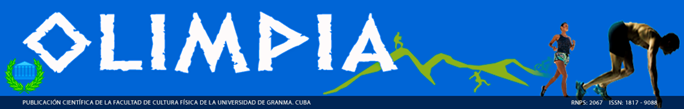 OLIMPIA
PUBLICACIÓN CIENTÍFICA DE LA FACULTAD DE CULTURA FÍSICA DE LA UNIVERSIDAD DE GRANMA. CUBA RNPS: 2067 ISSN: 1817 - 9088